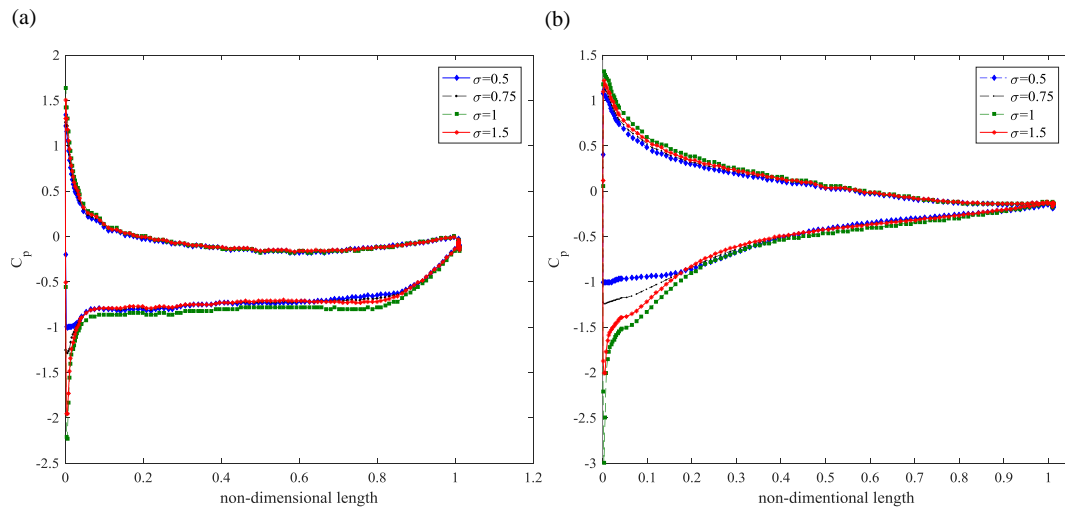 (a)
(b)
2
1.5
1
0.5
0
-0.5
-1
-1.5
-2
-2.5
C_p
0
0.2
0.4
0.6
0.8
1
1.2
non-dimensional length
σ=0.5
σ=0.75
σ=1
σ=1.5
1.5
1
0.5
0
-0.5
-1
-1.5
-2
-2.5
-3
C_p
0
0.1
0.2
0.3
0.4
0.5
0.6
0.7
0.8
0.9
1
non-dimentional length
σ=0.5
σ=0.75
σ=1
σ=1.5